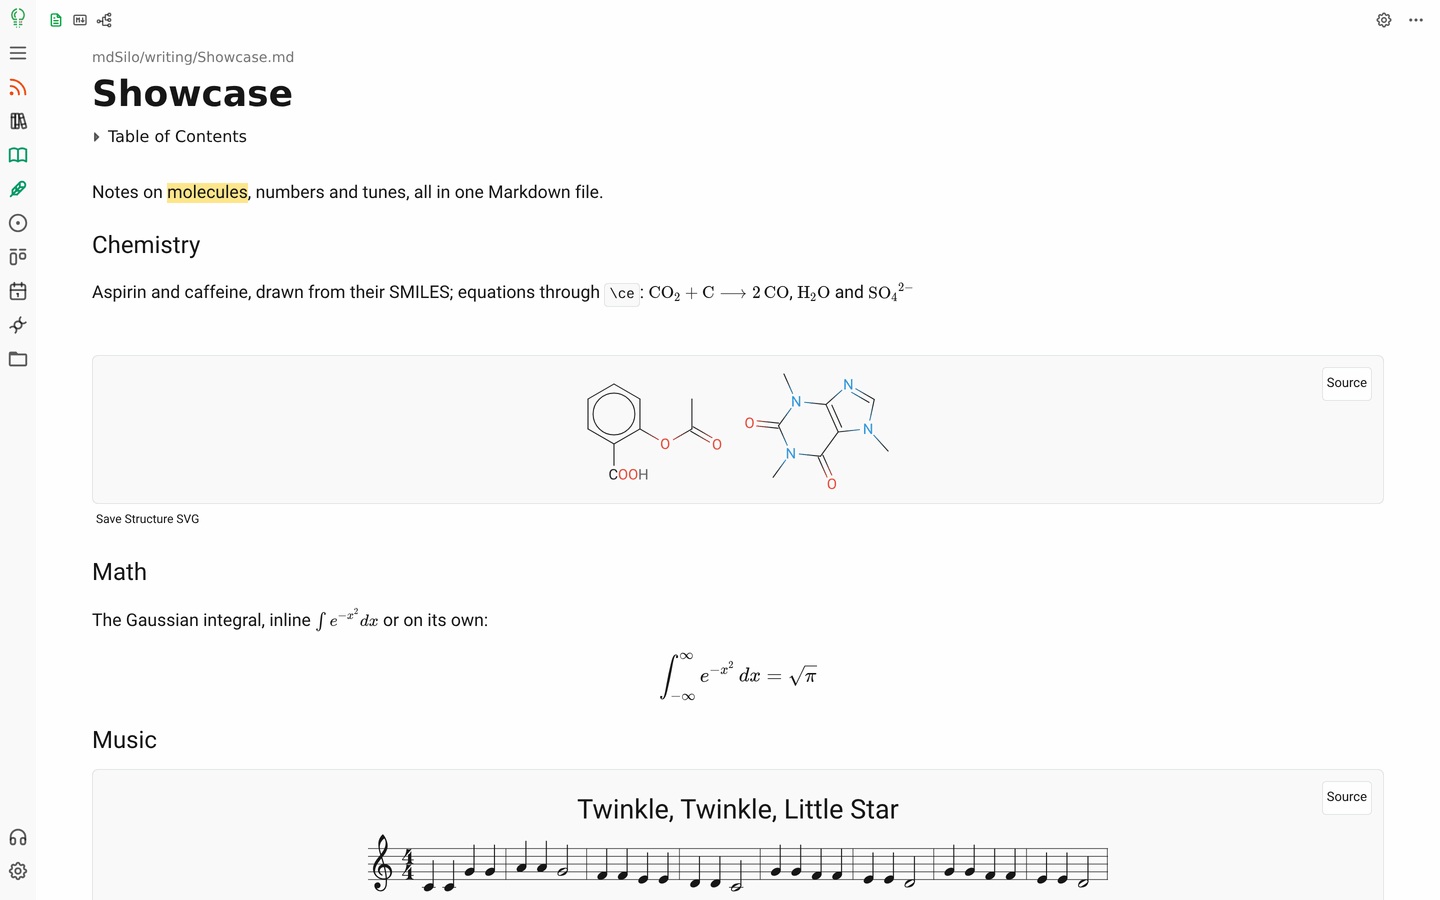 mdSilo/writing/Showcase.md
Showcase
Table of Contents
Notes on molecules, numbers and tunes, all in one Markdown file.
Chemistry
Aspirin and caffeine, drawn from their SMILES; equations through \ce: CO₂ + C ⟶ 2 CO, H₂O and SO₄²⁻
Source
N
N
O
N
N
O
O
O
COOH
O
Save Structure SVG
Math
The Gaussian integral, inline ∫ e^{-x²} dx or on its own:
∫_{-∞}^{∞} e^{-x²} dx = √π
Music
Source
Twinkle, Twinkle, Little Star
4
4